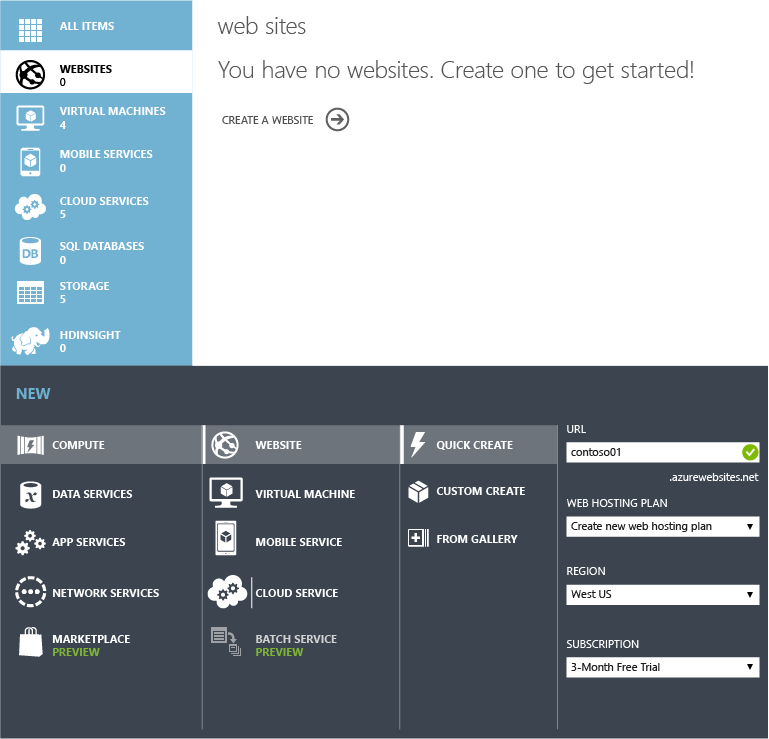 ALL ITEMS
WEBSITES
0
VIRTUAL MACHINES
4
MOBILE SERVICES
0
CLOUD SERVICES
5
SQL DATABASES
0
DB
STORAGE
5
HDINSIGHT
0
web sites
You have no websites. Create one to get started!
CREATE A WEBSITE
NEW
COMPUTE
DATA SERVICES
x
APP SERVICES
NETWORK SERVICES
MARKETPLACE
PREVIEW
WEBSITE
VIRTUAL MACHINE
MOBILE SERVICE
CLOUD SERVICE
BATCH SERVICE
PREVIEW
QUICK CREATE
CUSTOM CREATE
FROM GALLERY
URL
contoso01
.azurewebsites.net
WEB HOSTING PLAN
Create new web hosting plan
REGION
West US
SUBSCRIPTION
3-Month Free Trial